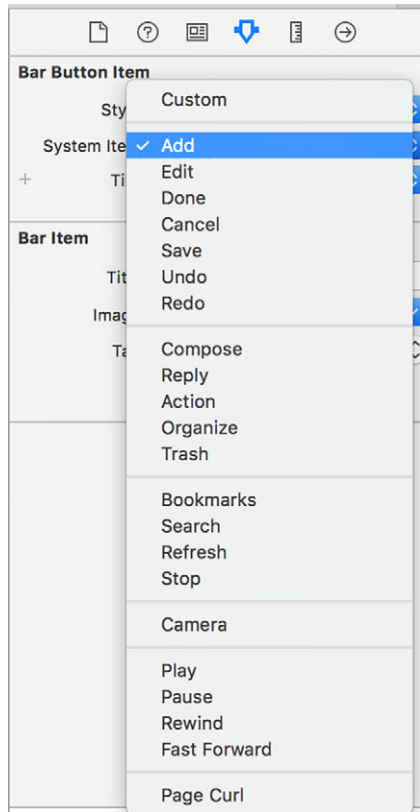 Bar Button Item
Custom
Sty
System Ite
✓ Add
Edit
+ Ti
Done
Cancel
Bar Item
Save
Tit
Undo
Redo
Imag
Ta
Compose
Reply
Action
Organize
Trash
Bookmarks
Search
Refresh
Stop
Camera
Play
Pause
Rewind
Fast Forward
Page Curl